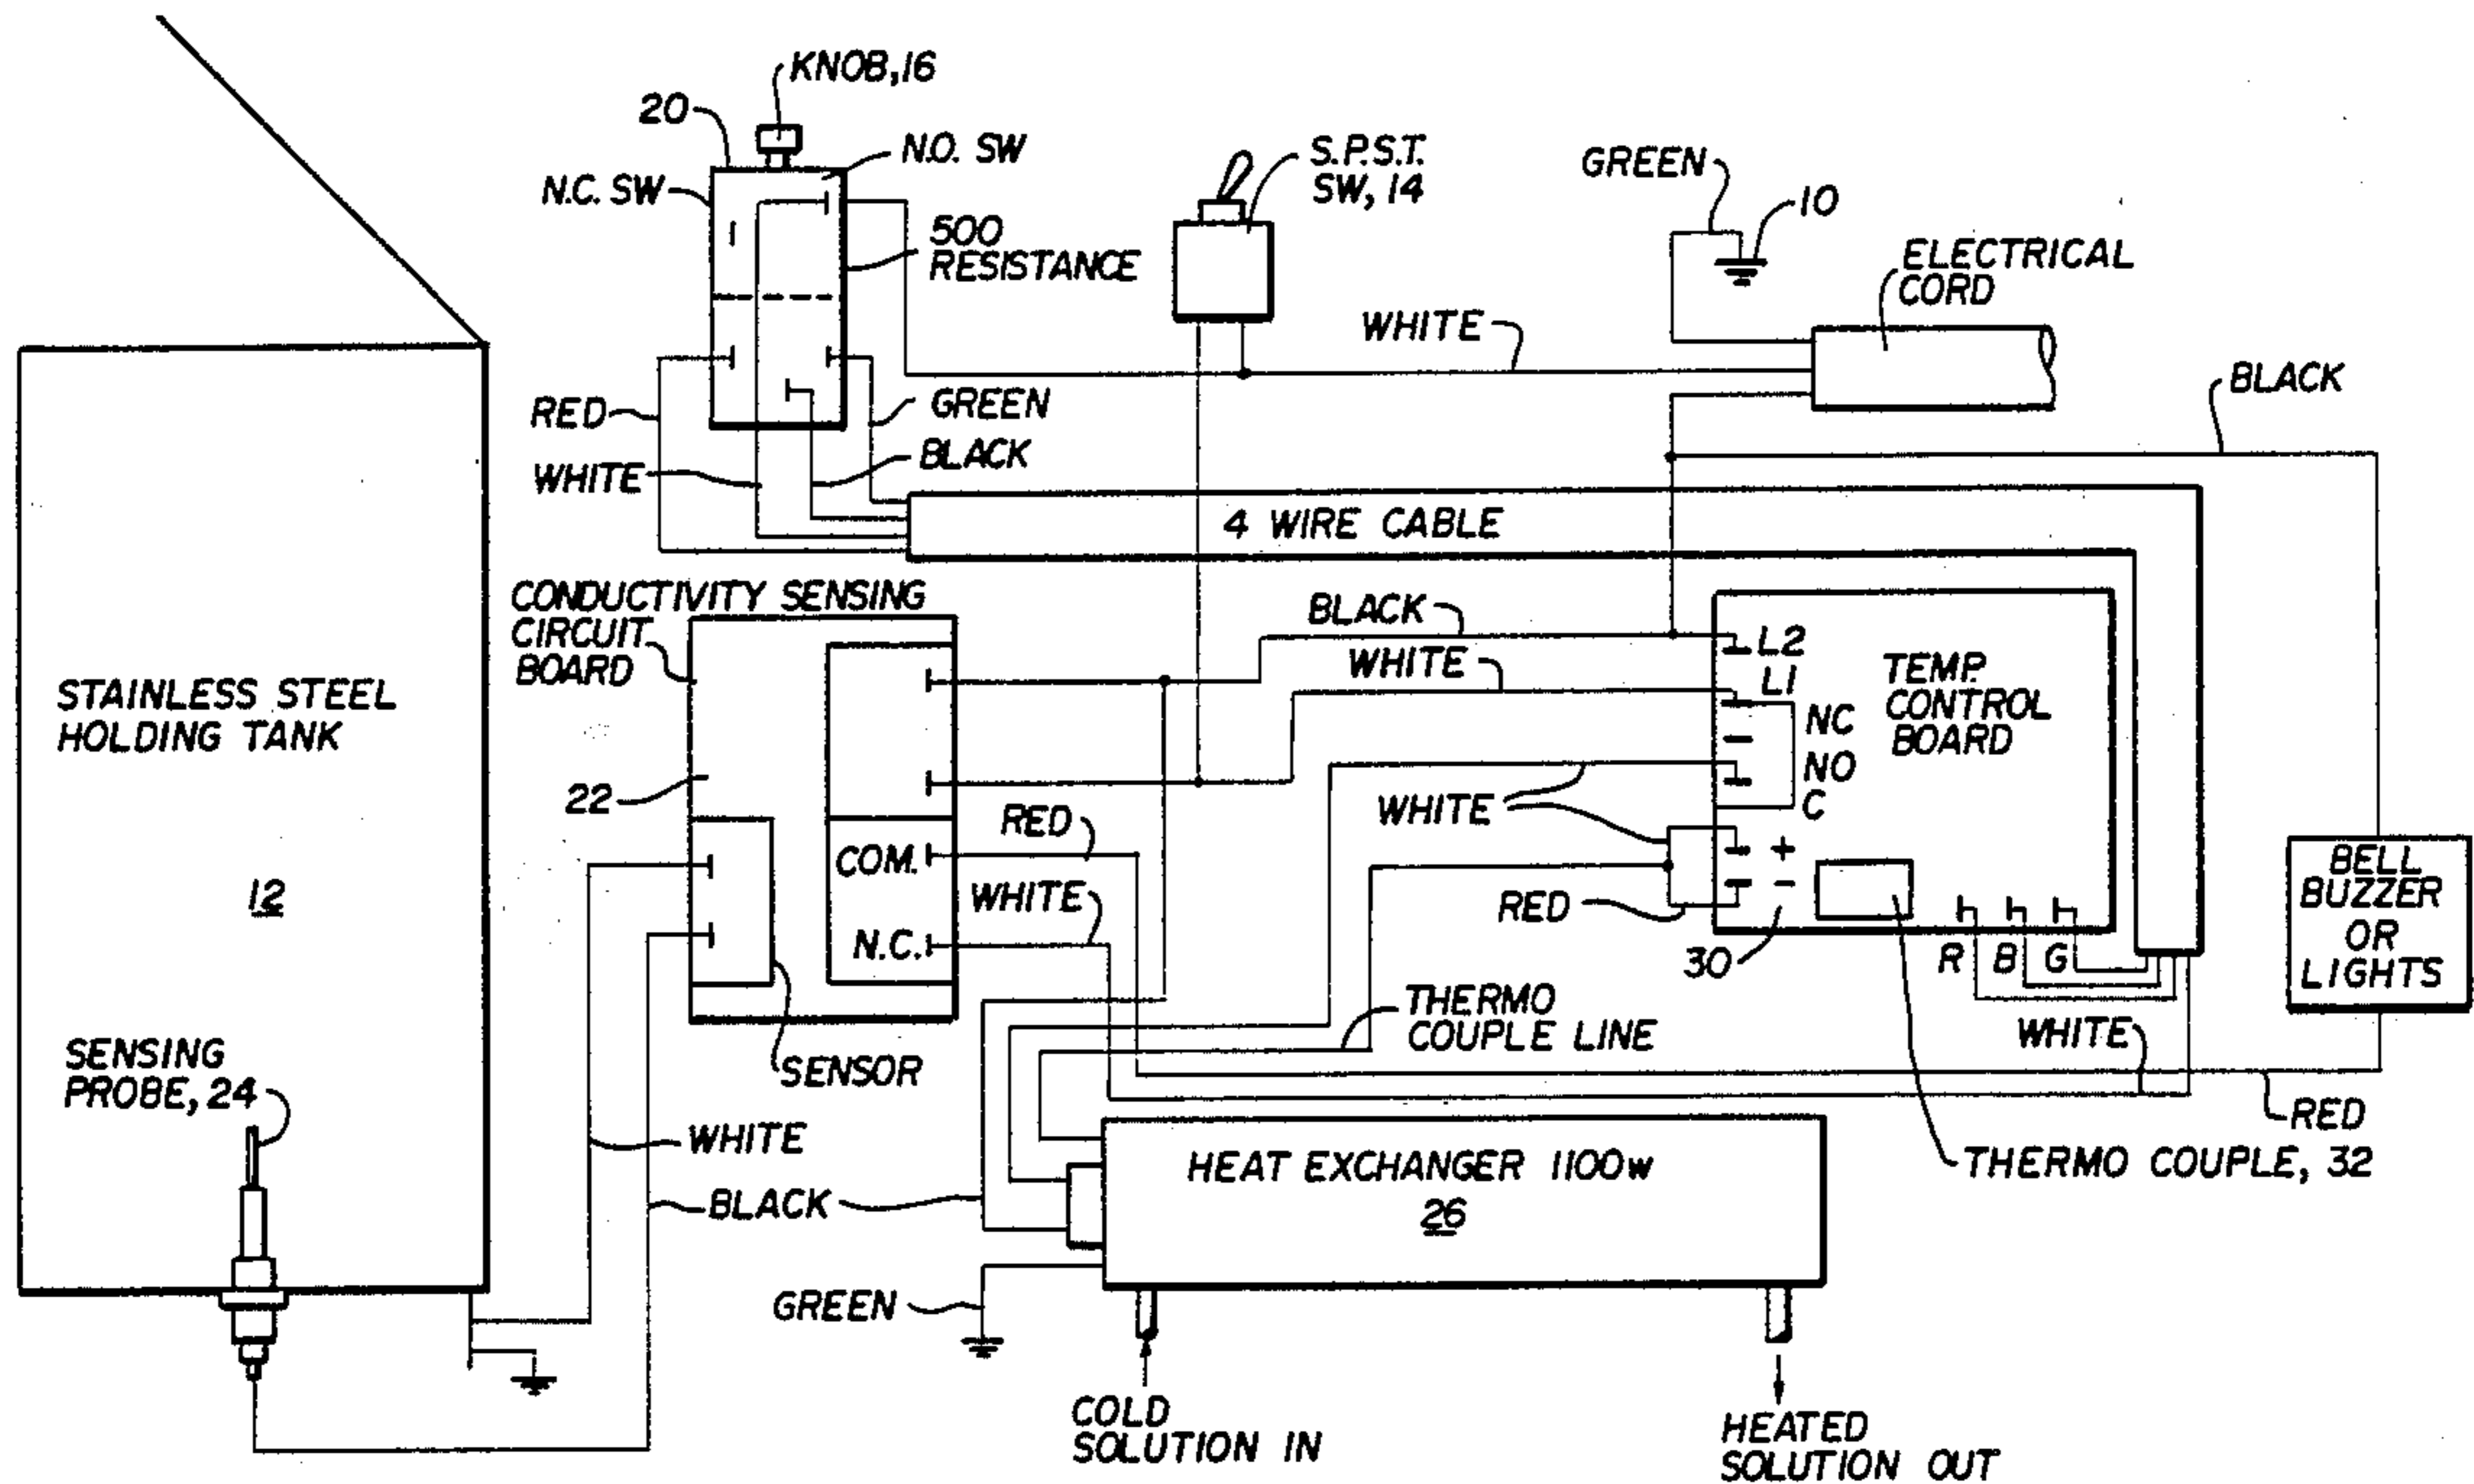 KNOB,16
20
N.O. SW
N.C. SW
500
RESISTANCE
S.P.S.T.
SW, 14
GREEN
10
ELECTRICAL
CORD
WHITE
BLACK
RED
GREEN
BLACK
WHITE
4 WIRE CABLE
CONDUCTIVITY SENSING
CIRCUIT
BOARD
BLACK
WHITE
L2
L1
NC
NO
C
TEMP.
CONTROL
BOARD
STAINLESS STEEL
HOLDING TANK
12
22
RED
COM.
WHITE
N.C.
WHITE
+
-
RED
30
R B G
BELL
BUZZER
OR
LIGHTS
SENSOR
THERMO
COUPLE LINE
WHITE
RED
SENSING
PROBE, 24
WHITE
BLACK
HEAT EXCHANGER 1100w
26
THERMO COUPLE, 32
GREEN
COLD
SOLUTION IN
HEATED
SOLUTION OUT